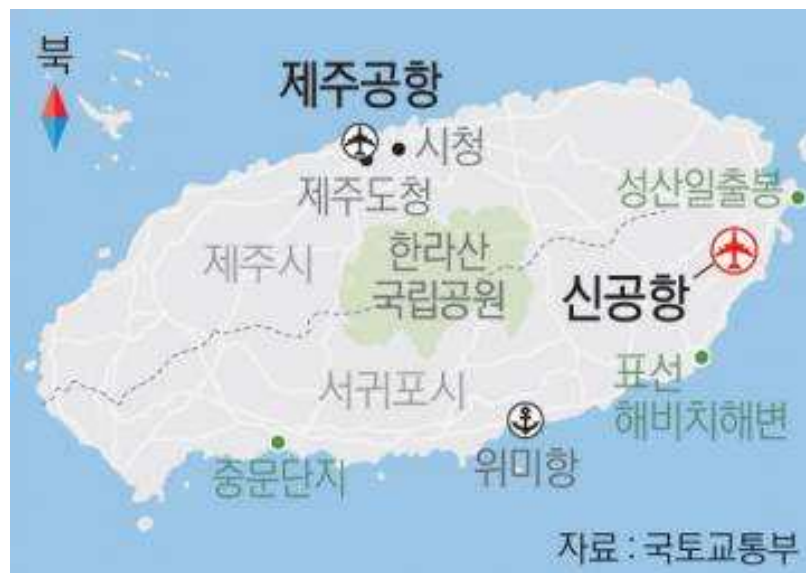 북
제주공항
시청
제주도청
성산일출봉
제주시
한라산
국립공원
신공항
서귀포시
표선
해비치해변
위미항
중문단지
자료 : 국토교통부